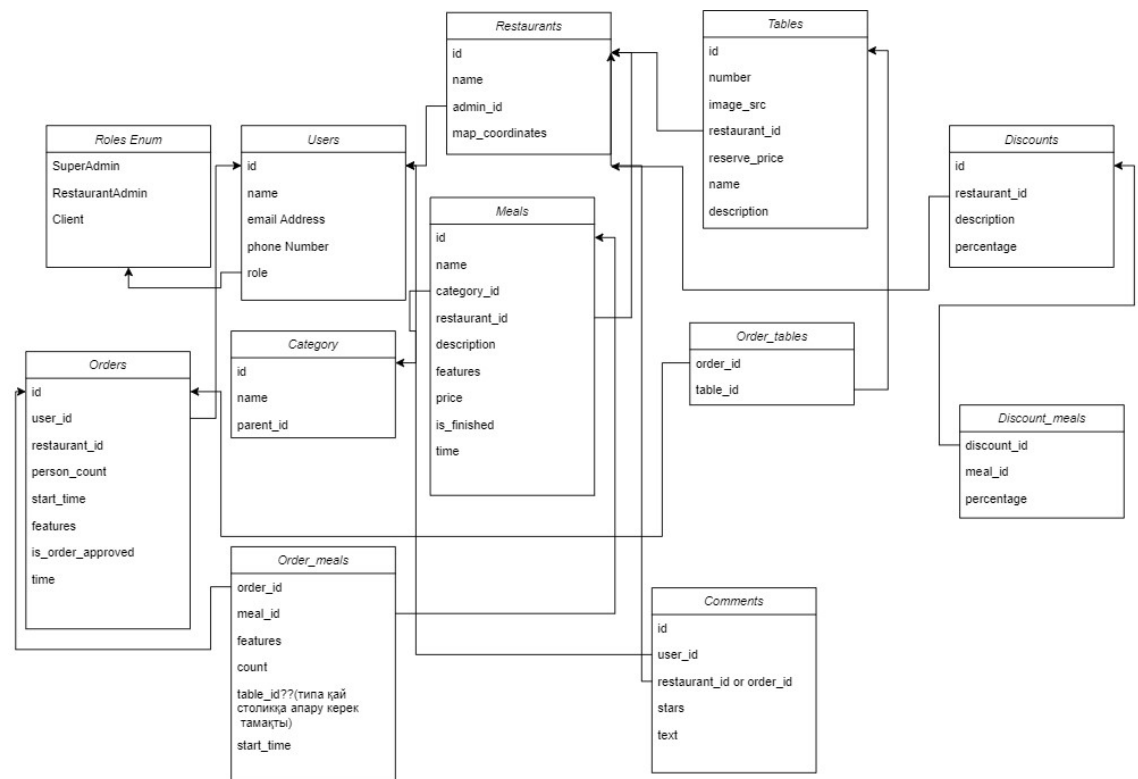 Restaurants
id
name
admin_id
map_coordinates
Tables
id
number
image_src
restaurant_id
reserve_price
name
description
Roles Enum
SuperAdmin
RestaurantAdmin
Client
Users
id
name
email Address
phone Number
role
Discounts
id
restaurant_id
description
percentage
Meals
id
name
category_id
restaurant_id
description
features
price
is_finished
time
Category
id
name
parent_id
Order_tables
order_id
table_id
Orders
id
user_id
restaurant_id
person_count
start_time
features
is_order_approved
time
Discount_meals
discount_id
meal_id
percentage
Order_meals
order_id
meal_id
features
count
table_id??(типа қай
столикқа апару керек
тамақты)
start_time
Comments
id
user_id
restaurant_id or order_id
stars
text